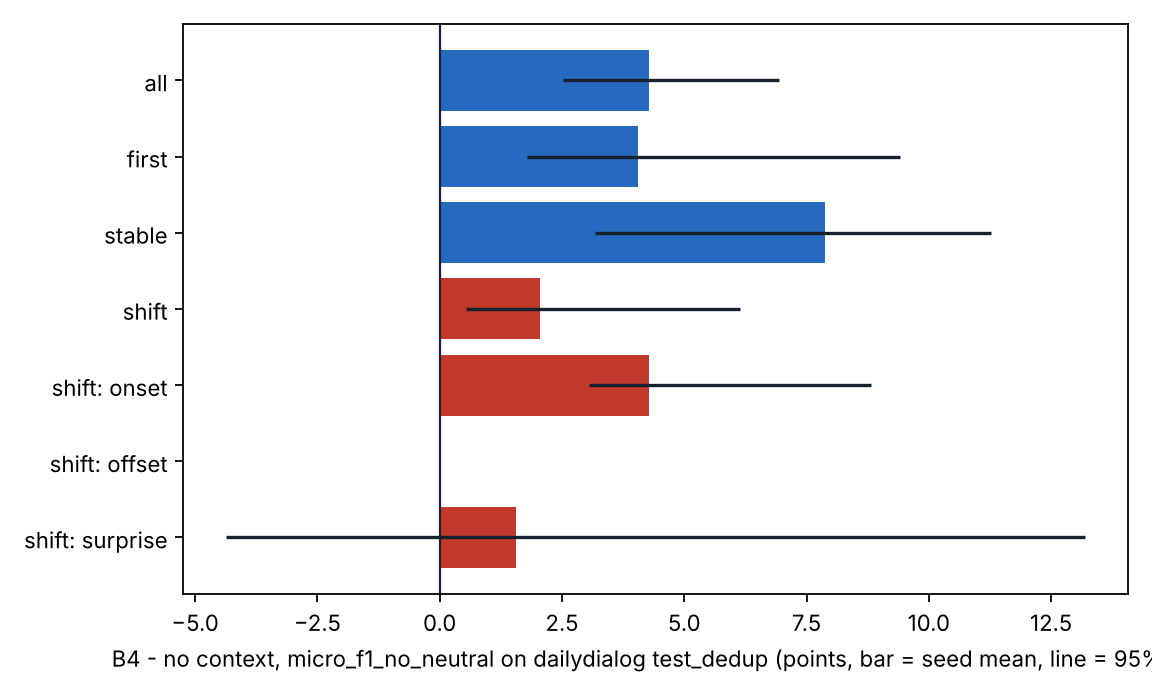 all
first
stable
shift
shift: onset
shift: offset
shift: surprise
−5.0 −2.5 0.0 2.5 5.0 7.5 10.0 12.5
B4 - no context, micro_f1_no_neutral on dailydialog test_dedup (points, bar = seed mean, line = 95%